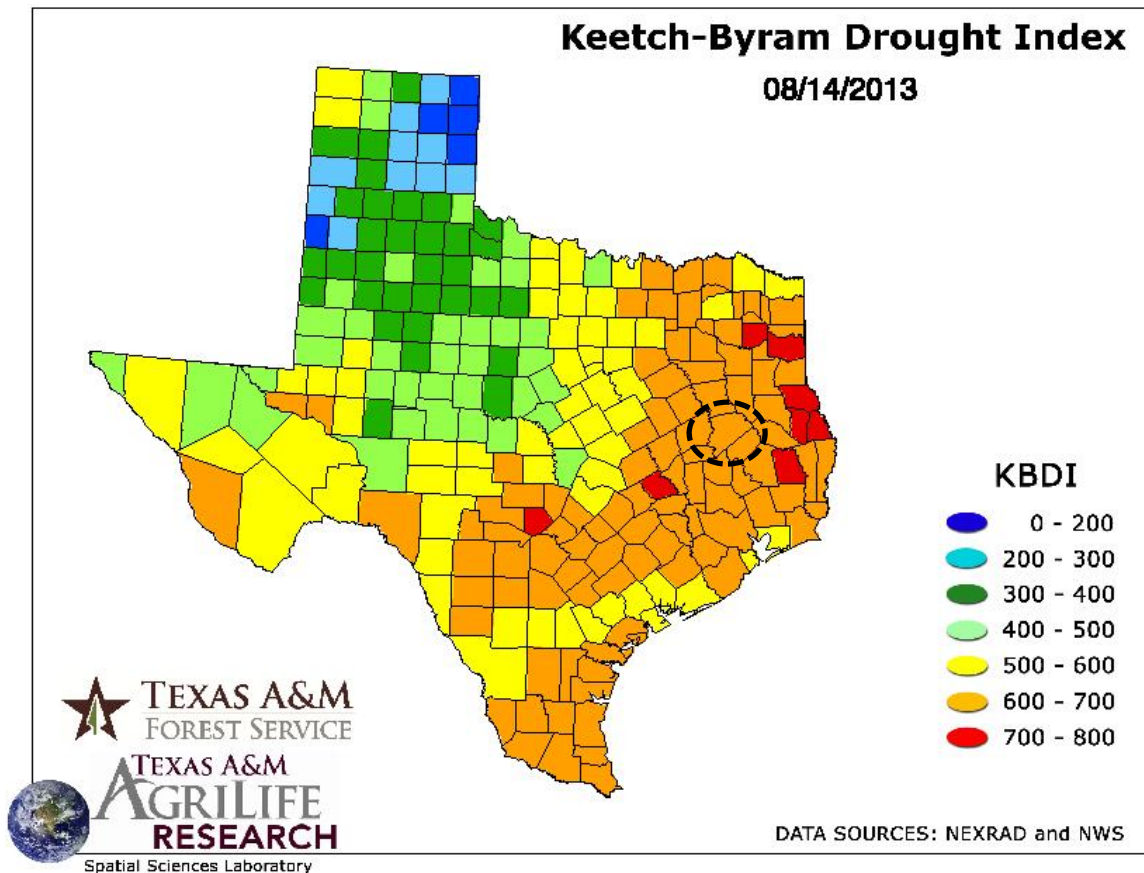 Keetch-Byram Drought Index
08/14/2013
KBDI
0 - 200
200 - 300
300 - 400
400 - 500
500 - 600
600 - 700
700 - 800
TEXAS A&M
FOREST SERVICE
TEXAS A&M
AGRILIFE
RESEARCH
Spatial Sciences Laboratory
DATA SOURCES: NEXRAD and NWS